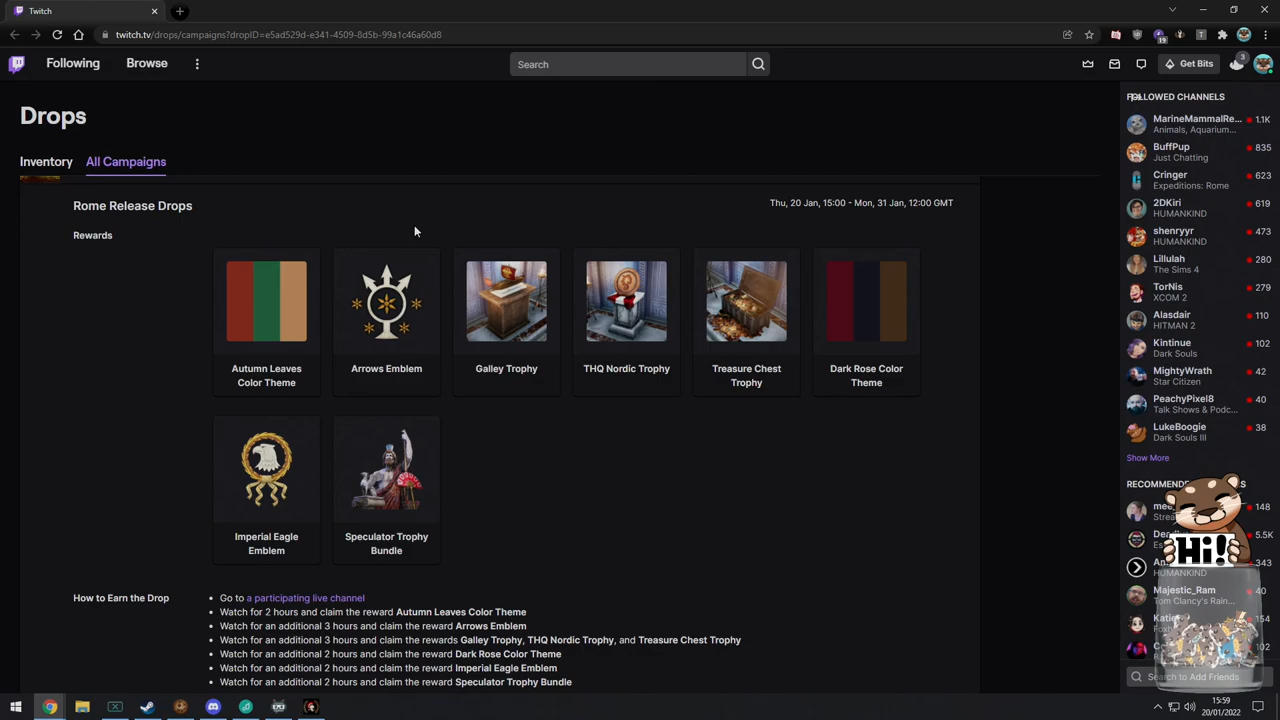 Twitch
twitch.tv/drops/campaigns?dropID=e5ad529d-e341-4509-8d5b-99a1c46a60d8
19
Following
Browse
Search
Get Bits
3
Drops
Inventory
All Campaigns
Rome Release Drops
Thu, 20 Jan, 15:00 - Mon, 31 Jan, 12:00 GMT
Rewards
Autumn Leaves
Color Theme
Arrows Emblem
Galley Trophy
THQ Nordic Trophy
Treasure Chest
Trophy
Dark Rose Color
Theme
Imperial Eagle
Emblem
Speculator Trophy
Bundle
How to Earn the Drop
Go to a participating live channel
Watch for 2 hours and claim the reward Autumn Leaves Color Theme
Watch for an additional 3 hours and claim the reward Arrows Emblem
Watch for an additional 3 hours and claim the rewards Galley Trophy, THQ Nordic Trophy, and Treasure Chest Trophy
Watch for an additional 2 hours and claim the reward Dark Rose Color Theme
Watch for an additional 2 hours and claim the reward Imperial Eagle Emblem
Watch for an additional 2 hours and claim the reward Speculator Trophy Bundle
FOLLOWED CHANNELS
MarineMammalRe... 1.1K
Animals, Aquarium...
BuffPup 835
Just Chatting
Cringer 623
Expeditions: Rome
2DKiri 619
HUMANKIND
shenryyr 473
HUMANKIND
Lillulah 280
The Sims 4
TorNis 279
XCOM 2
Alasdair 110
HITMAN 2
Kintinue 102
Dark Souls
MightyWrath 42
Star Citizen
PeachyPixel8 40
Talk Shows & Podc...
LukeBoogie 38
Dark Souls III
Show More
148
5.5K
343
HUMANKIND
Majestic_Ram 40
Tom Clancy's Rain...
154
102
Hi!
Search to Add Friends
15:59
20/01/2022